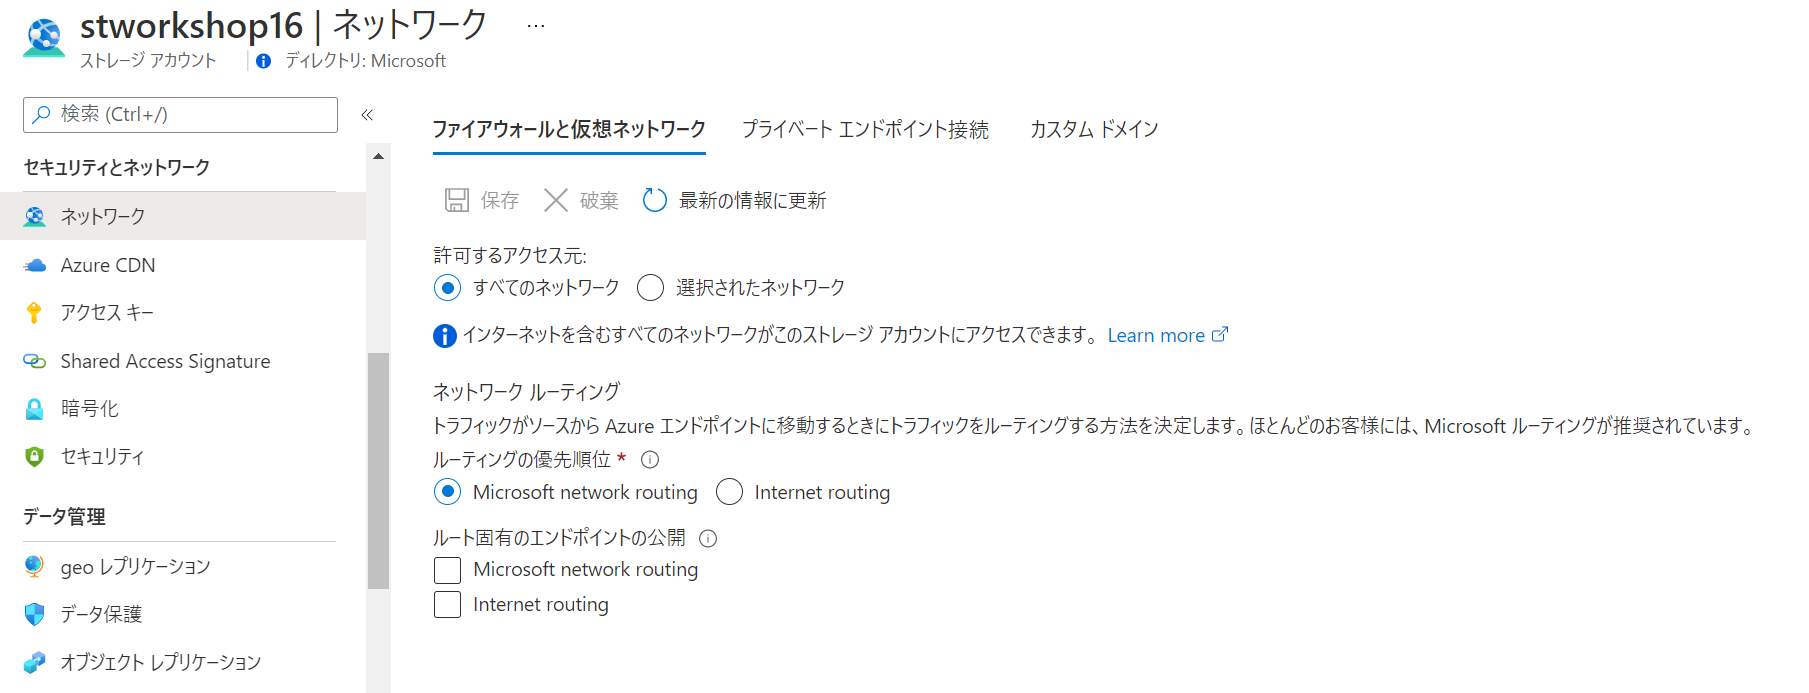 stworkshop16 | ネットワーク ...
ストレージ アカウント ディレクトリ: Microsoft
検索 (Ctrl+/)
セキュリティとネットワーク
ネットワーク
Azure CDN
アクセス キー
Shared Access Signature
暗号化
セキュリティ
データ管理
geo レプリケーション
データ保護
オブジェクト レプリケーション
ファイアウォールと仮想ネットワーク プライベート エンドポイント接続 カスタム ドメイン
保存 破棄 最新の情報に更新
許可するアクセス元:
すべてのネットワーク 選択されたネットワーク
インターネットを含むすべてのネットワークがこのストレージ アカウントにアクセスできます。 Learn more
ネットワーク ルーティング
トラフィックがソースから Azure エンドポイントに移動するときにトラフィックをルーティングする方法を決定します。ほとんどのお客様には、Microsoft ルーティングが推奨されています。
ルーティングの優先順位 *
Microsoft network routing Internet routing
ルート固有のエンドポイントの公開
Microsoft network routing
Internet routing